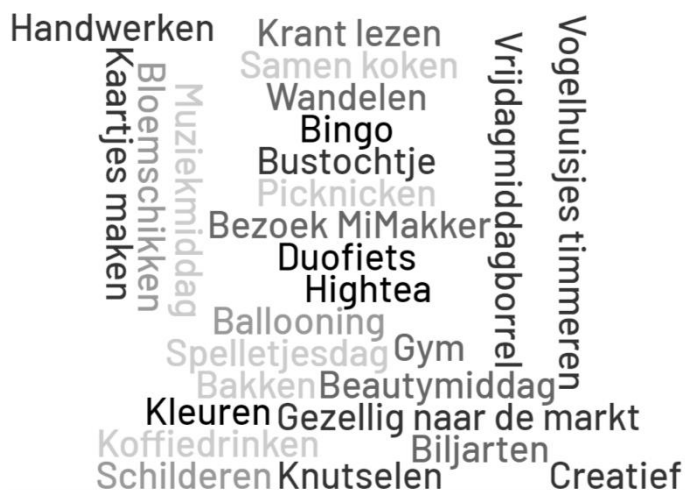 Handwerken
Krant lezen
Samen koken
Wandelen
Bingo
Bustochtje
Picknicken
Bezoek MiMakker
Duofiets
Hightea
Ballooning
Spelletjesdag
Gym
Bakken
Beautymiddag
Kleuren
Gezellig naar de markt
Koffiedrinken
Biljarten
Schilderen
Knutselen
Creatief
Kaartjes maken
Bloemschikken
Muziekmiddag
Vrijdagmiddagborrel
Vogelhuisjes timmeren